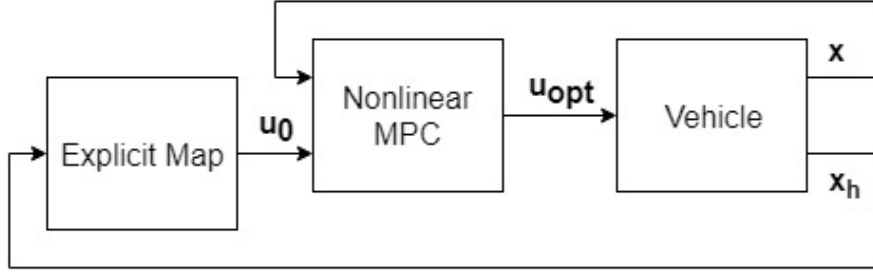 Explicit Map
u0
Nonlinear
MPC
uopt
Vehicle
x
xh